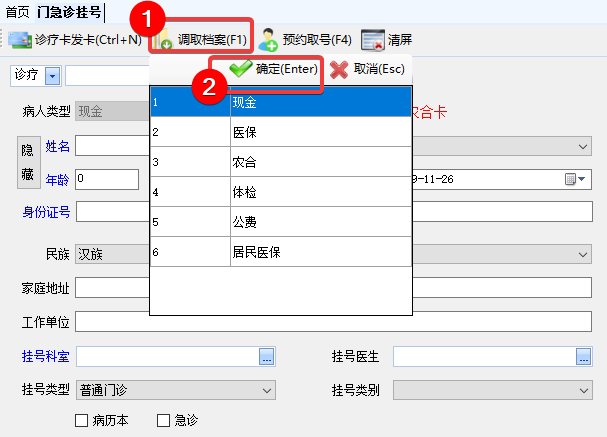 首页 门急诊挂号
1
诊疗卡发卡(Ctrl+N) 调取档案(F1) 预约取号(F4) 清屏
2 确定(Enter) 取消(Esc)
诊疗
1 现金
病人类型 现金 农合卡
2 医保
隐藏 姓名
3 农合
年龄 0 9-11-26
4 体检
身份证号
5 公费
民族 汉族
6 居民医保
家庭地址
工作单位
挂号科室 ... 挂号医生 ...
挂号类型 普通门诊 挂号类别
病历本 急诊